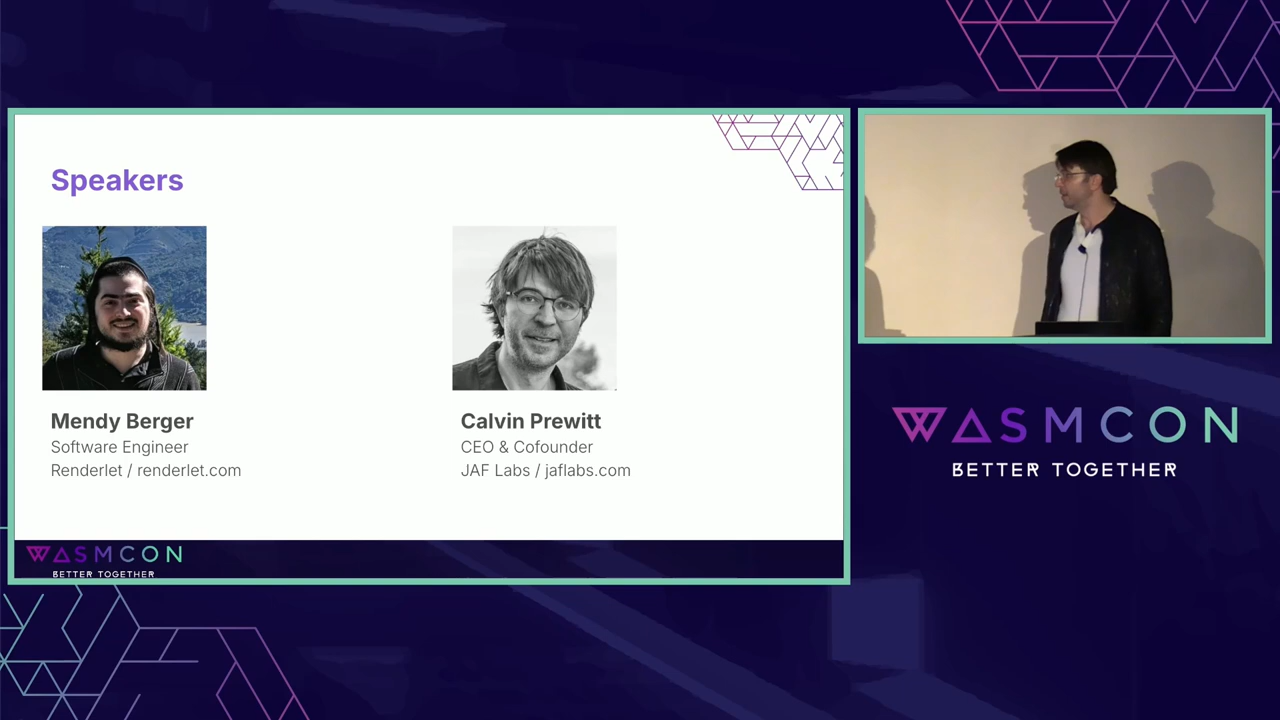 Speakers
Mendy Berger
Software Engineer
Renderlet / renderlet.com
Calvin Prewitt
CEO & Cofounder
JAF Labs / jaflabs.com
WASMCON
BETTER TOGETHER
WASMCON
BETTER TOGETHER